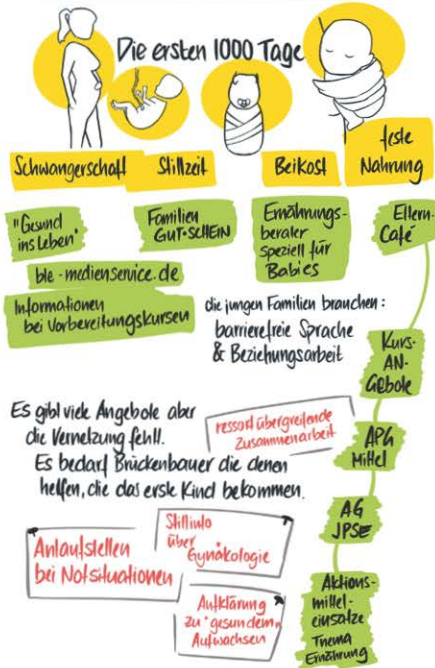 Die ersten 1000 Tage
Schwangerschaft
Stillzeit
Beikost
feste
Nahrung
"Gesund
ins Leben"
Familien
GUT•SCHEIN
ble-medienservice.de
Informationen
bei Vorbereitungskursen
Ernährungs-
berater
speziell für
Babies
Eltern-
Café
die jungen Familien brauchen:
barrierefreie Sprache
& Beziehungsarbeit
Kurs-
AN-
GEbote
Es gibt viele Angebote aber
die Vernetzung fehlt.
Es bedarf Brückenbauer die denen
helfen, die das erste Kind bekommen.
ressortübergreifende
Zusammenarbeit
APG
Mittel
AG
JPSE
Stillinfo
über
Gynäkologie
Anlaufstellen
bei Notsituationen
Aufklärung
zu "gesundem"
Aufwachsen
Aktions-
mittel-
einsätze
Thema
Ernährung